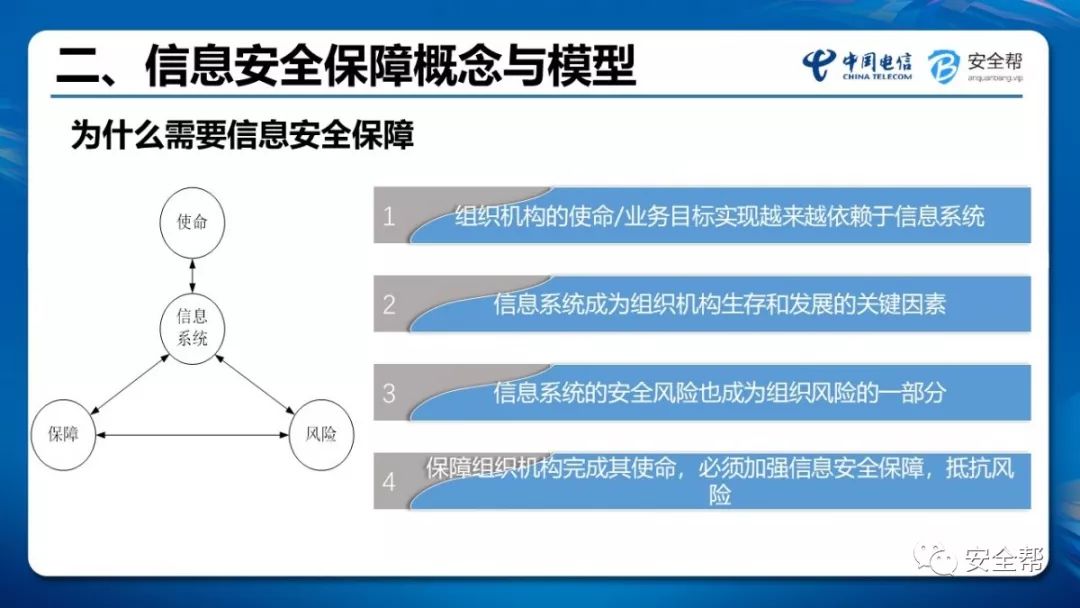 二、信息安全保障概念与模型
中国电信
CHINA TELECOM
安全帮
anquanbang.vip
为什么需要信息安全保障
使命
信息
系统
保障
风险
1
组织机构的使命/业务目标实现越来越依赖于信息系统
2
信息系统成为组织机构生存和发展的关键因素
3
信息系统的安全风险也成为组织风险的一部分
4
保障组织机构完成其使命，必须加强信息安全保障，抵抗风
险
安全帮